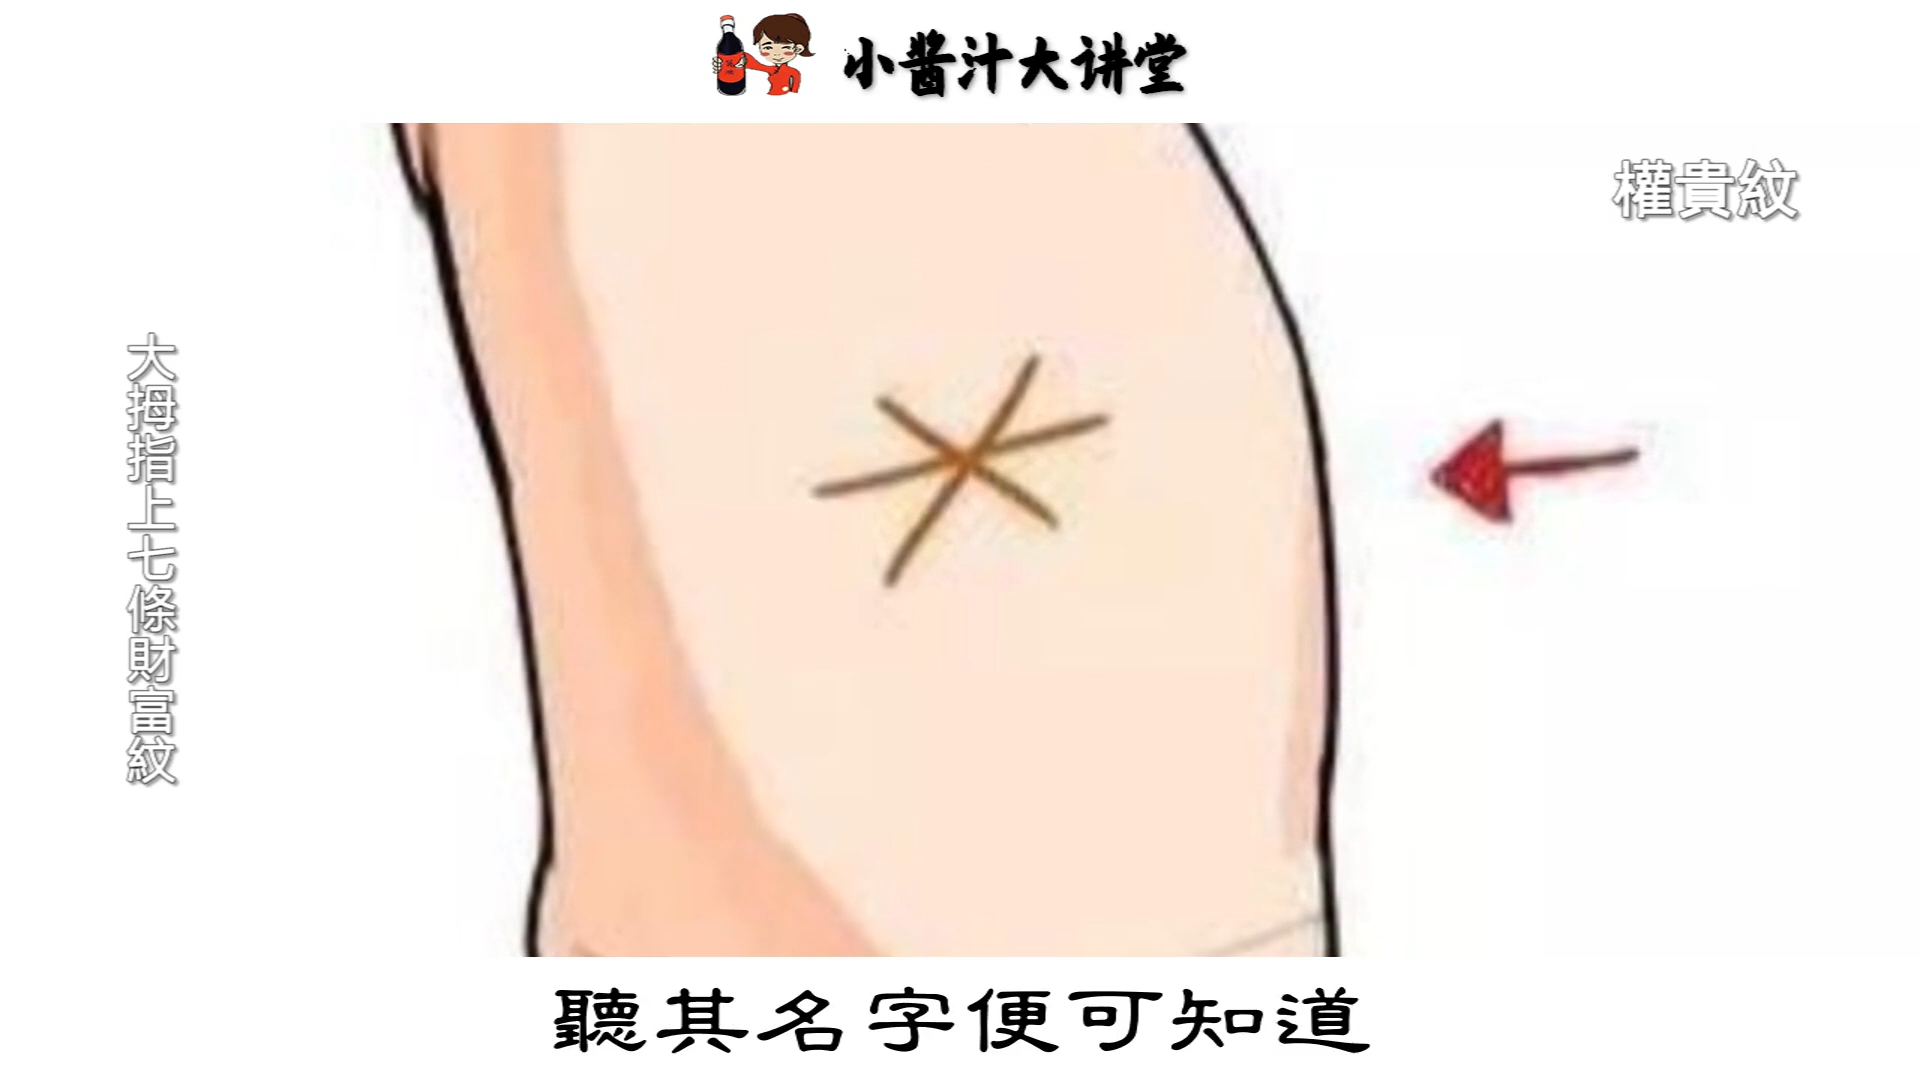 小酱汁大讲堂
權貴紋
大拇指上七條財富紋
聽其名字便可知道